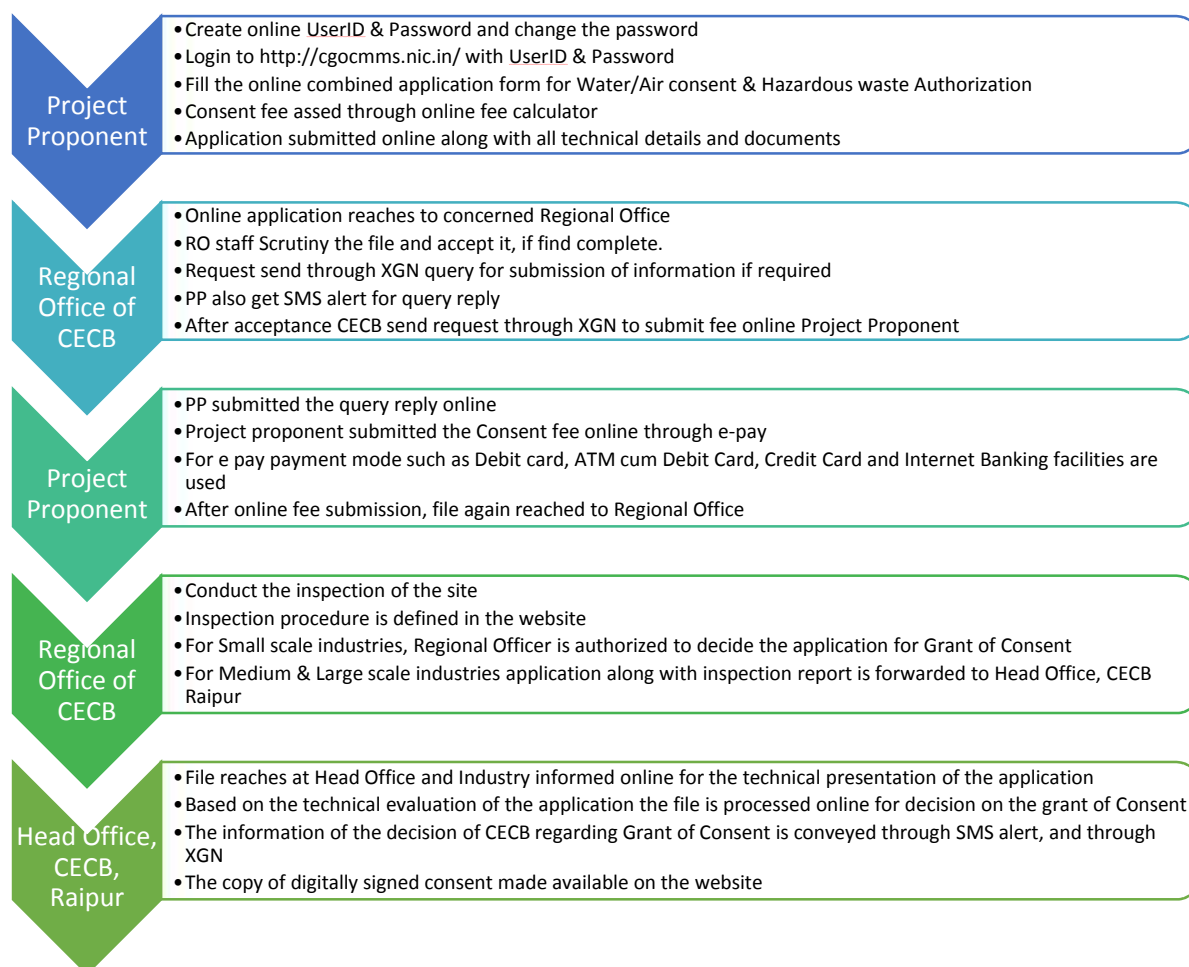 Project
Proponent
•Create online UserID & Password and change the password
•Login to http://cgocmms.nic.in/ with UserID & Password
•Fill the online combined application form for Water/Air consent & Hazardous waste Authorization
•Consent fee assed through online fee calculator
•Application submitted online along with all technical details and documents
Regional
Office of
CECB
•Online application reaches to concerned Regional Office
•RO staff Scrutiny the file and accept it, if find complete.
•Request send through XGN query for submission of information if required
•PP also get SMS alert for query reply
•After acceptance CECB send request through XGN to submit fee online Project Proponent
Project
Proponent
•PP submitted the query reply online
•Project proponent submitted the Consent fee online through e-pay
•For e pay payment mode such as Debit card, ATM cum Debit Card, Credit Card and Internet Banking facilities are
used
•After online fee submission, file again reached to Regional Office
Regional
Office of
CECB
•Conduct the inspection of the site
•Inspection procedure is defined in the website
•For Small scale industries, Regional Officer is authorized to decide the application for Grant of Consent
•For Medium & Large scale industries application along with inspection report is forwarded to Head Office, CECB
Raipur
Head Office,
CECB,
Raipur
•File reaches at Head Office and Industry informed online for the technical presentation of the application
•Based on the technical evaluation of the application the file is processed online for decision on the grant of Consent
•The information of the decision of CECB regarding Grant of Consent is conveyed through SMS alert, and through
XGN
•The copy of digitally signed consent made available on the website